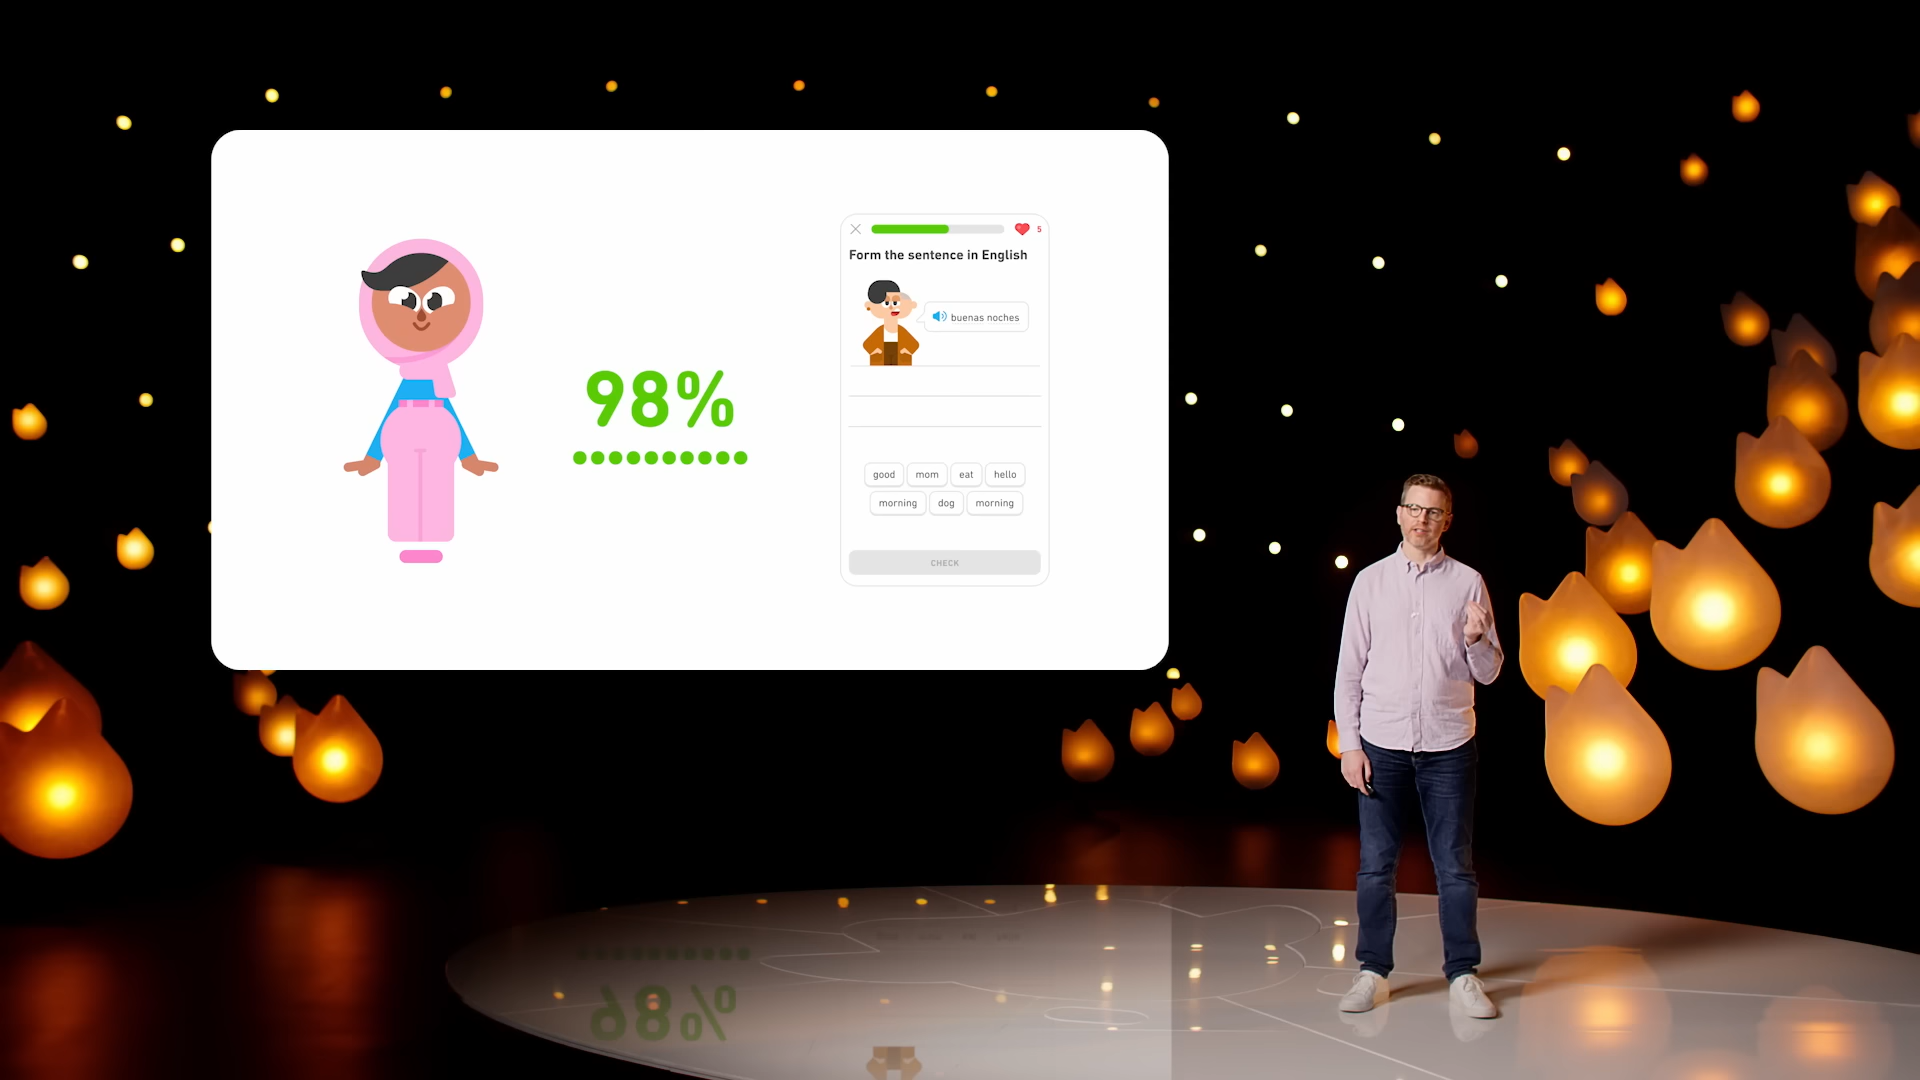 98%
5
Form the sentence in English
buenas noches
good mom eat hello
morning dog morning
CHECK